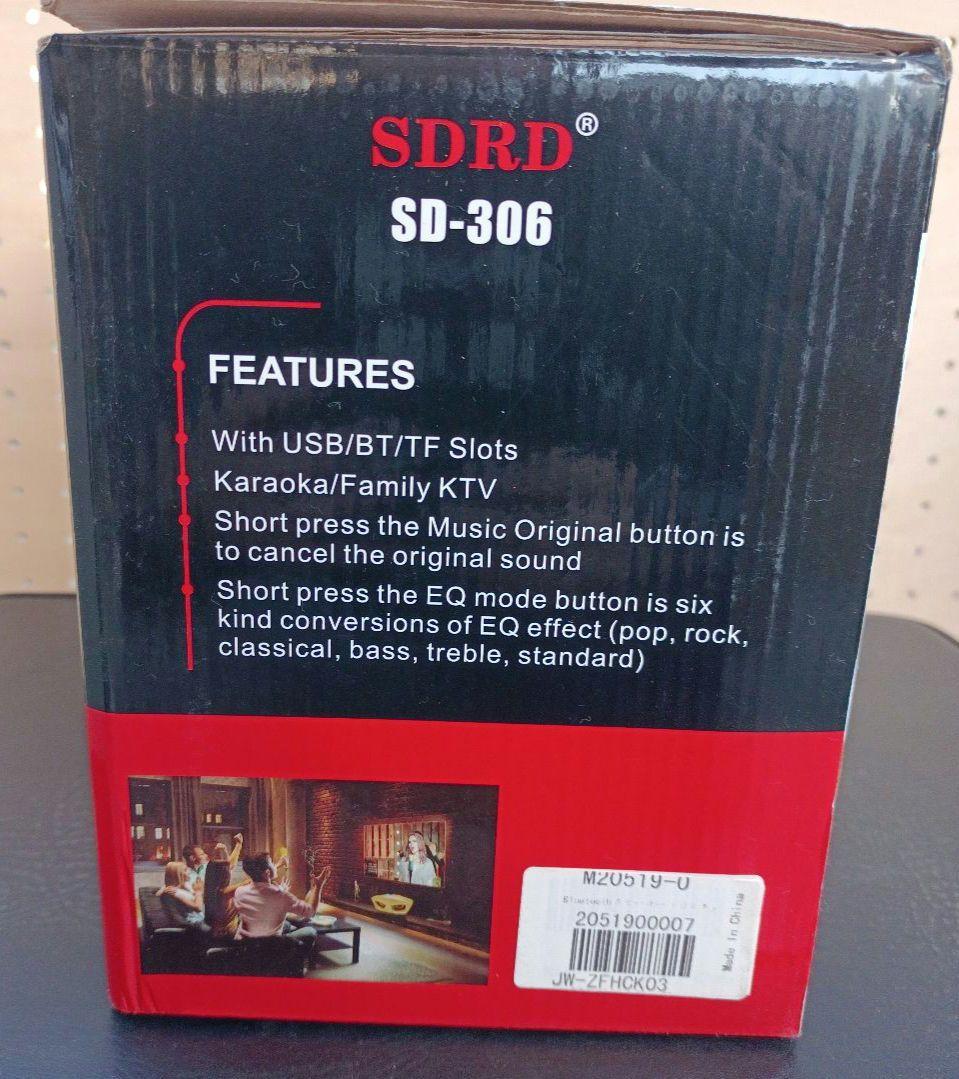 SDRD®
SD-306
FEATURES
With USB/BT/TF Slots
Karaoka/Family KTV
Short press the Music Original button is
to cancel the original sound
Short press the EQ mode button is six
kind conversions of EQ effect (pop, rock,
classical, bass, treble, standard)
M20519-0
Bluetooth
2051900007
JW-ZFHCK03
Made In China